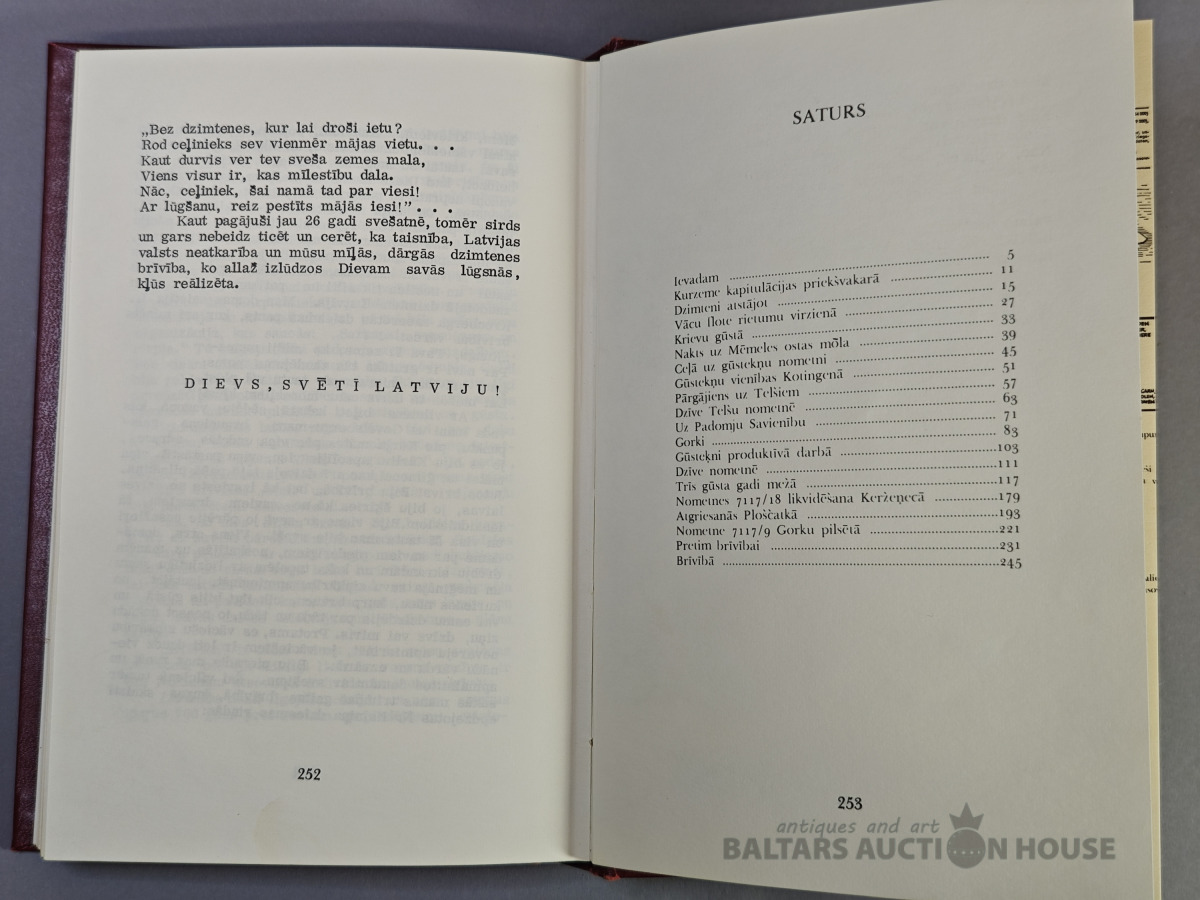 „Bez dzimtenes, kur lai droši ietu?
Rod ceļinieks sev vienmēr mājas vietu. . .
Kaut durvis ver tev sveša zemes mala,
Viens visur ir, kas mīlestību dala.
Nāc, ceļiniek, šai namā tad par viesi!
Ar lūgšanu, reiz pestīts mājās iesi!” . . .
Kaut pagājuši jau 26 gadi svešatnē, tomēr sirds
un gars nebeidz ticēt un cerēt, ka taisnība, Latvijas
valsts neatkarība un mūsu mīļās, dārgās dzimtenes
brīvība, ko allaž izlūdzos Dievam savās lūgsnās,
kļūs reālizēta.
DIEVS, SVĒTĪ LATVIJU!
252
SATURS
Ievadam 5
Kurzeme kapitulācijas priekšvakarā 11
Dzimteni atstājot 15
Vācu flote rietumu virzienā 27
Krievu gūstā 33
Nakts uz Mēmeles ostas mōla 39
Ceļā uz gūstekņu nometni 45
Gūstekņu vienības Kotingenā 51
Pārgājiens uz Telšiem 57
Dzīve Telšu nometnē 63
Uz Padomju Savienību 71
Gorki 83
Gūstekņi produktīvā darbā 103
Dzīve nometnē 111
Trīs gūsta gadi mežā 117
Nometnes 7117/18 likvidēšana Kerženecā 179
Atgriesanās Ploščatkā 193
Nometne 7117/9 Gorku pilsētā 221
Pretim brīvībai 231
Brīvībā 245
253
antiques and art
BALTARS AUCTION HOUSE